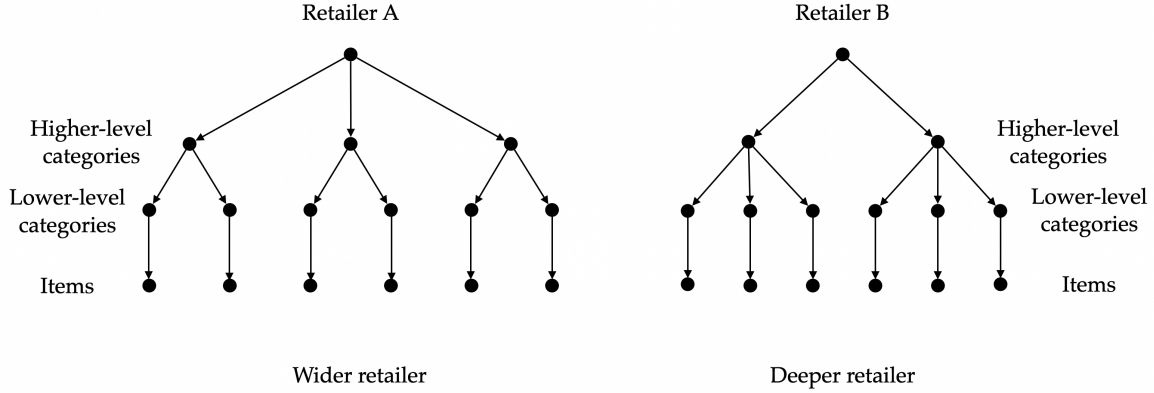 Retailer A
Retailer B
Higher-level
categories
Higher-level
categories
Lower-level
categories
Lower-level
categories
Items
Items
Wider retailer
Deeper retailer